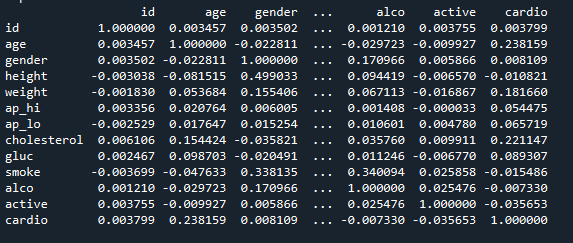 id age gender ... alco active cardio
id 1.000000 0.003457 0.003502 ... 0.001210 0.003755 0.003799
age 0.003457 1.000000 -0.022811 ... -0.029723 -0.009927 0.238159
gender 0.003502 -0.022811 1.000000 ... 0.170966 0.005866 0.008109
height -0.003038 -0.081515 0.499033 ... 0.094419 -0.006570 -0.010821
weight -0.001830 0.053684 0.155406 ... 0.067113 -0.016867 0.181660
ap_hi 0.003356 0.020764 0.006005 ... 0.001408 -0.000033 0.054475
ap_lo -0.002529 0.017647 0.015254 ... 0.010601 0.004780 0.065719
cholesterol 0.006106 0.154424 -0.035821 ... 0.035760 0.009911 0.221147
gluc 0.002467 0.098703 -0.020491 ... 0.011246 -0.006770 0.089307
smoke -0.003699 -0.047633 0.338135 ... 0.340094 0.025858 -0.015486
alco 0.001210 -0.029723 0.170966 ... 1.000000 0.025476 -0.007330
active 0.003755 -0.009927 0.005866 ... 0.025476 1.000000 -0.035653
cardio 0.003799 0.238159 0.008109 ... -0.007330 -0.035653 1.000000